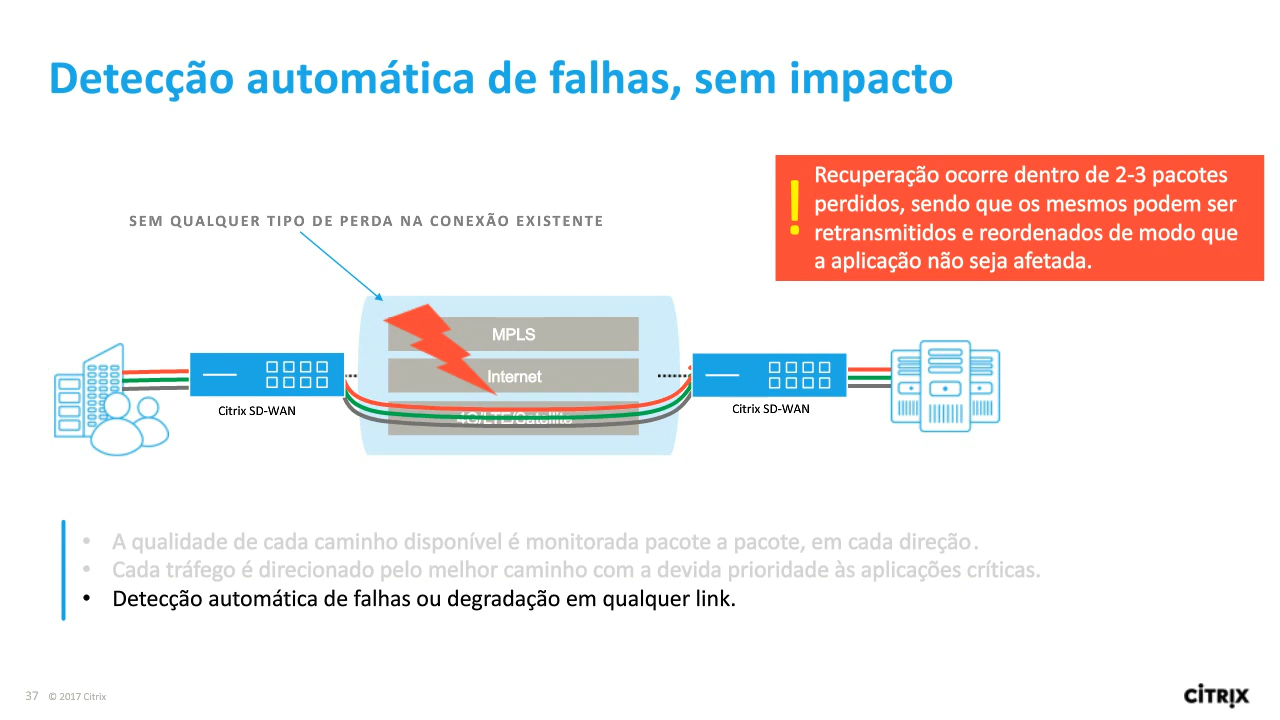 Detecção automática de falhas, sem impacto
SEM QUALQUER TIPO DE PERDA NA CONEXÃO EXISTENTE
! Recuperação ocorre dentro de 2-3 pacotes
perdidos, sendo que os mesmos podem ser
retransmitidos e reordenados de modo que
a aplicação não seja afetada.
MPLS
Internet
4G/LTE/Satellite
Citrix SD-WAN
Citrix SD-WAN
• A qualidade de cada caminho disponível é monitorada pacote a pacote, em cada direção.
• Cada tráfego é direcionado pelo melhor caminho com a devida prioridade às aplicações críticas.
• Detecção automática de falhas ou degradação em qualquer link.
37 © 2017 Citrix
CITRIX